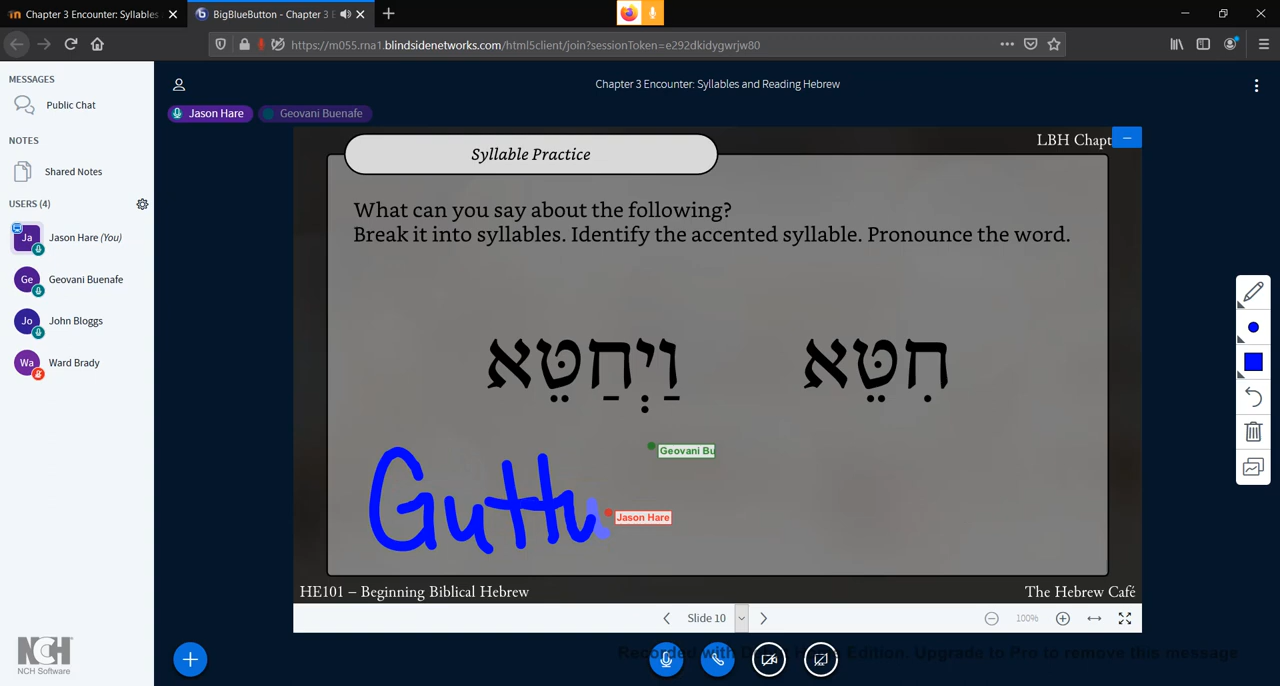 Chapter 3 Encounter: Syllables
BigBlueButton - Chapter 3 E
https://m055.rna1.blindsidenetworks.com/html5client/join?sessionToken=e292dkidygwrjw80
MESSAGES
Public Chat
NOTES
Shared Notes
USERS (4)
Ja
Jason Hare (You)
Ge
Geovani Buenafe
Jo
John Bloggs
Wa
Ward Brady
NCH
NCH Software
Chapter 3 Encounter: Syllables and Reading Hebrew
Jason Hare
Geovani Buenafe
LBH Chapt
Syllable Practice
What can you say about the following?
Break it into syllables. Identify the accented syllable. Pronounce the word.
חִטֵּא
וַיְחַטֵּא
Geovani Bu
Guttu
Jason Hare
HE101 – Beginning Biblical Hebrew
The Hebrew Café
Slide 10
100%
Edition. Upgrade to Pro to remove this message